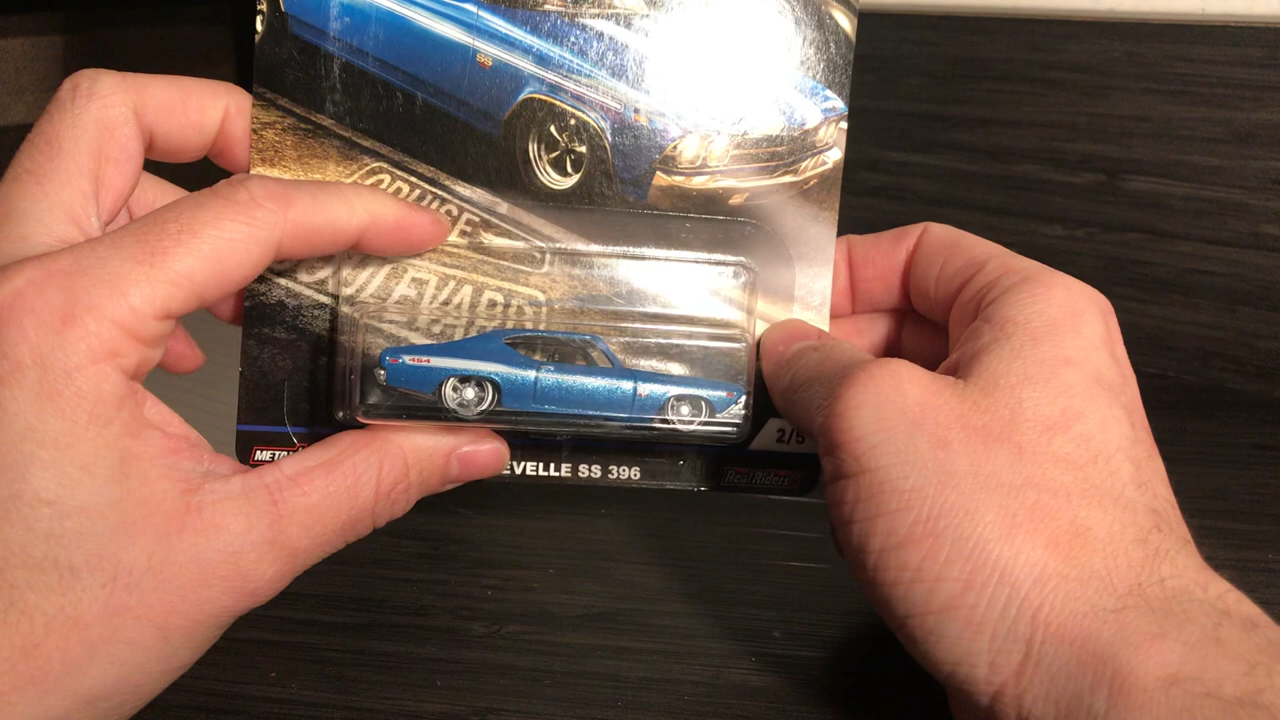 SS
CRUISE
BOULEVARD
454
2/5
METAL
EVELLE SS 396
Real Riders